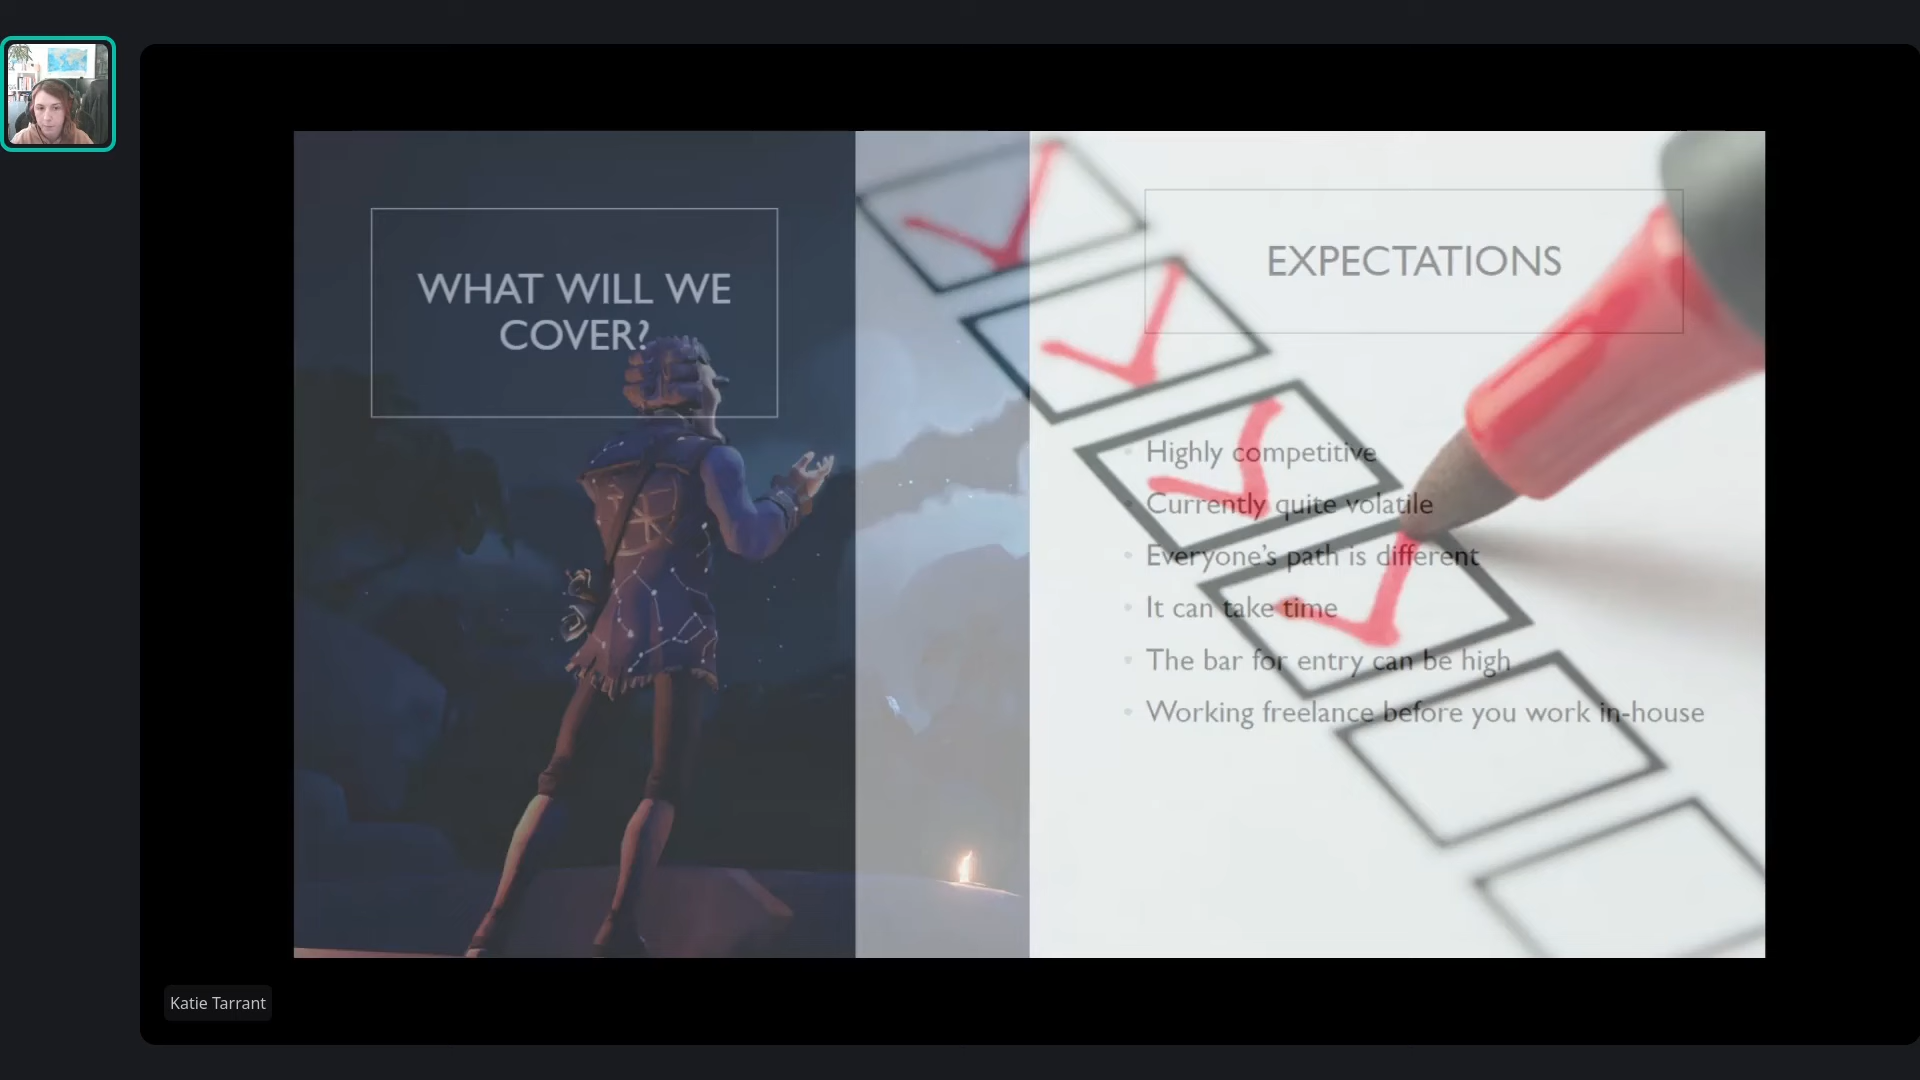 WHAT WILL WE
COVER?
EXPECTATIONS
• Highly competitive
• Currently quite volatile
• Everyone’s path is different
• It can take time
• The bar for entry can be high
• Working freelance before you work in-house
Katie Tarrant